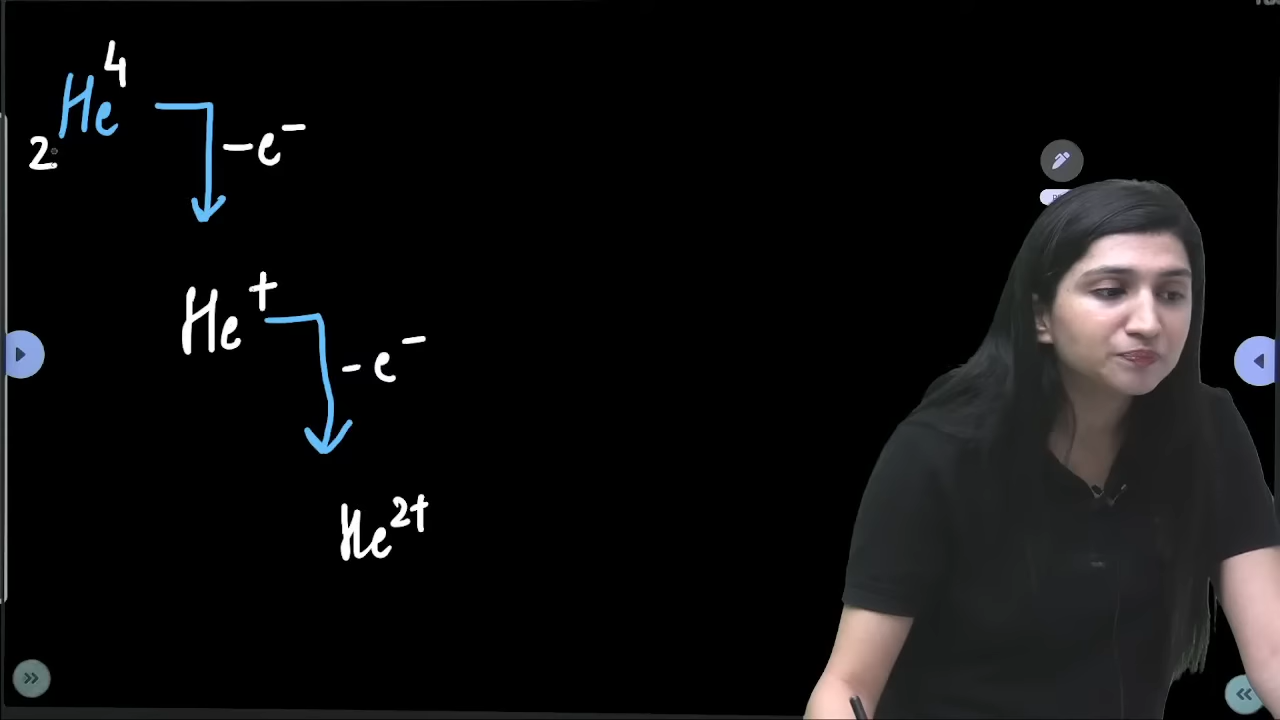 ₂He⁴
−e⁻
He⁺
−e⁻
He²⁺